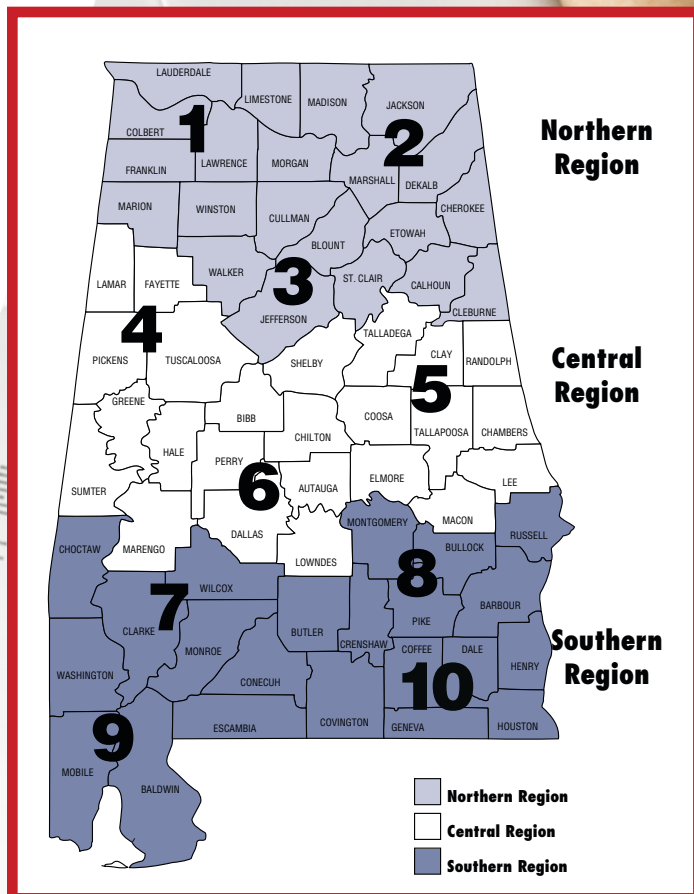 LAUDERDALE
LIMESTONE
MADISON
JACKSON
Northern
Region
1
2
COLBERT
FRANKLIN
LAWRENCE
MORGAN
MARSHALL
DEKALB
MARION
WINSTON
CULLMAN
CHEROKEE
ETOWAH
BLOUNT
WALKER
3
ST. CLAIR
CALHOUN
LAMAR
FAYETTE
JEFFERSON
CLEBURNE
4
TALLADEGA
PICKENS
TUSCALOOSA
SHELBY
CLAY
RANDOLPH
Central
Region
5
GREENE
BIBB
COOSA
TALLAPOOSA
CHAMBERS
CHILTON
HALE
PERRY
6
AUTAUGA
ELMORE
LEE
SUMTER
DALLAS
MONTGOMERY
MACON
RUSSELL
CHOCTAW
MARENGO
LOWNDES
BULLOCK
8
WILCOX
7
BARBOUR
CLARKE
BUTLER
PIKE
CRENSHAW
COFFEE
DALE
Southern
Region
MONROE
HENRY
WASHINGTON
CONECUH
10
ESCAMBIA
COVINGTON
GENEVA
HOUSTON
9
MOBILE
BALDWIN
Northern Region
Central Region
Southern Region